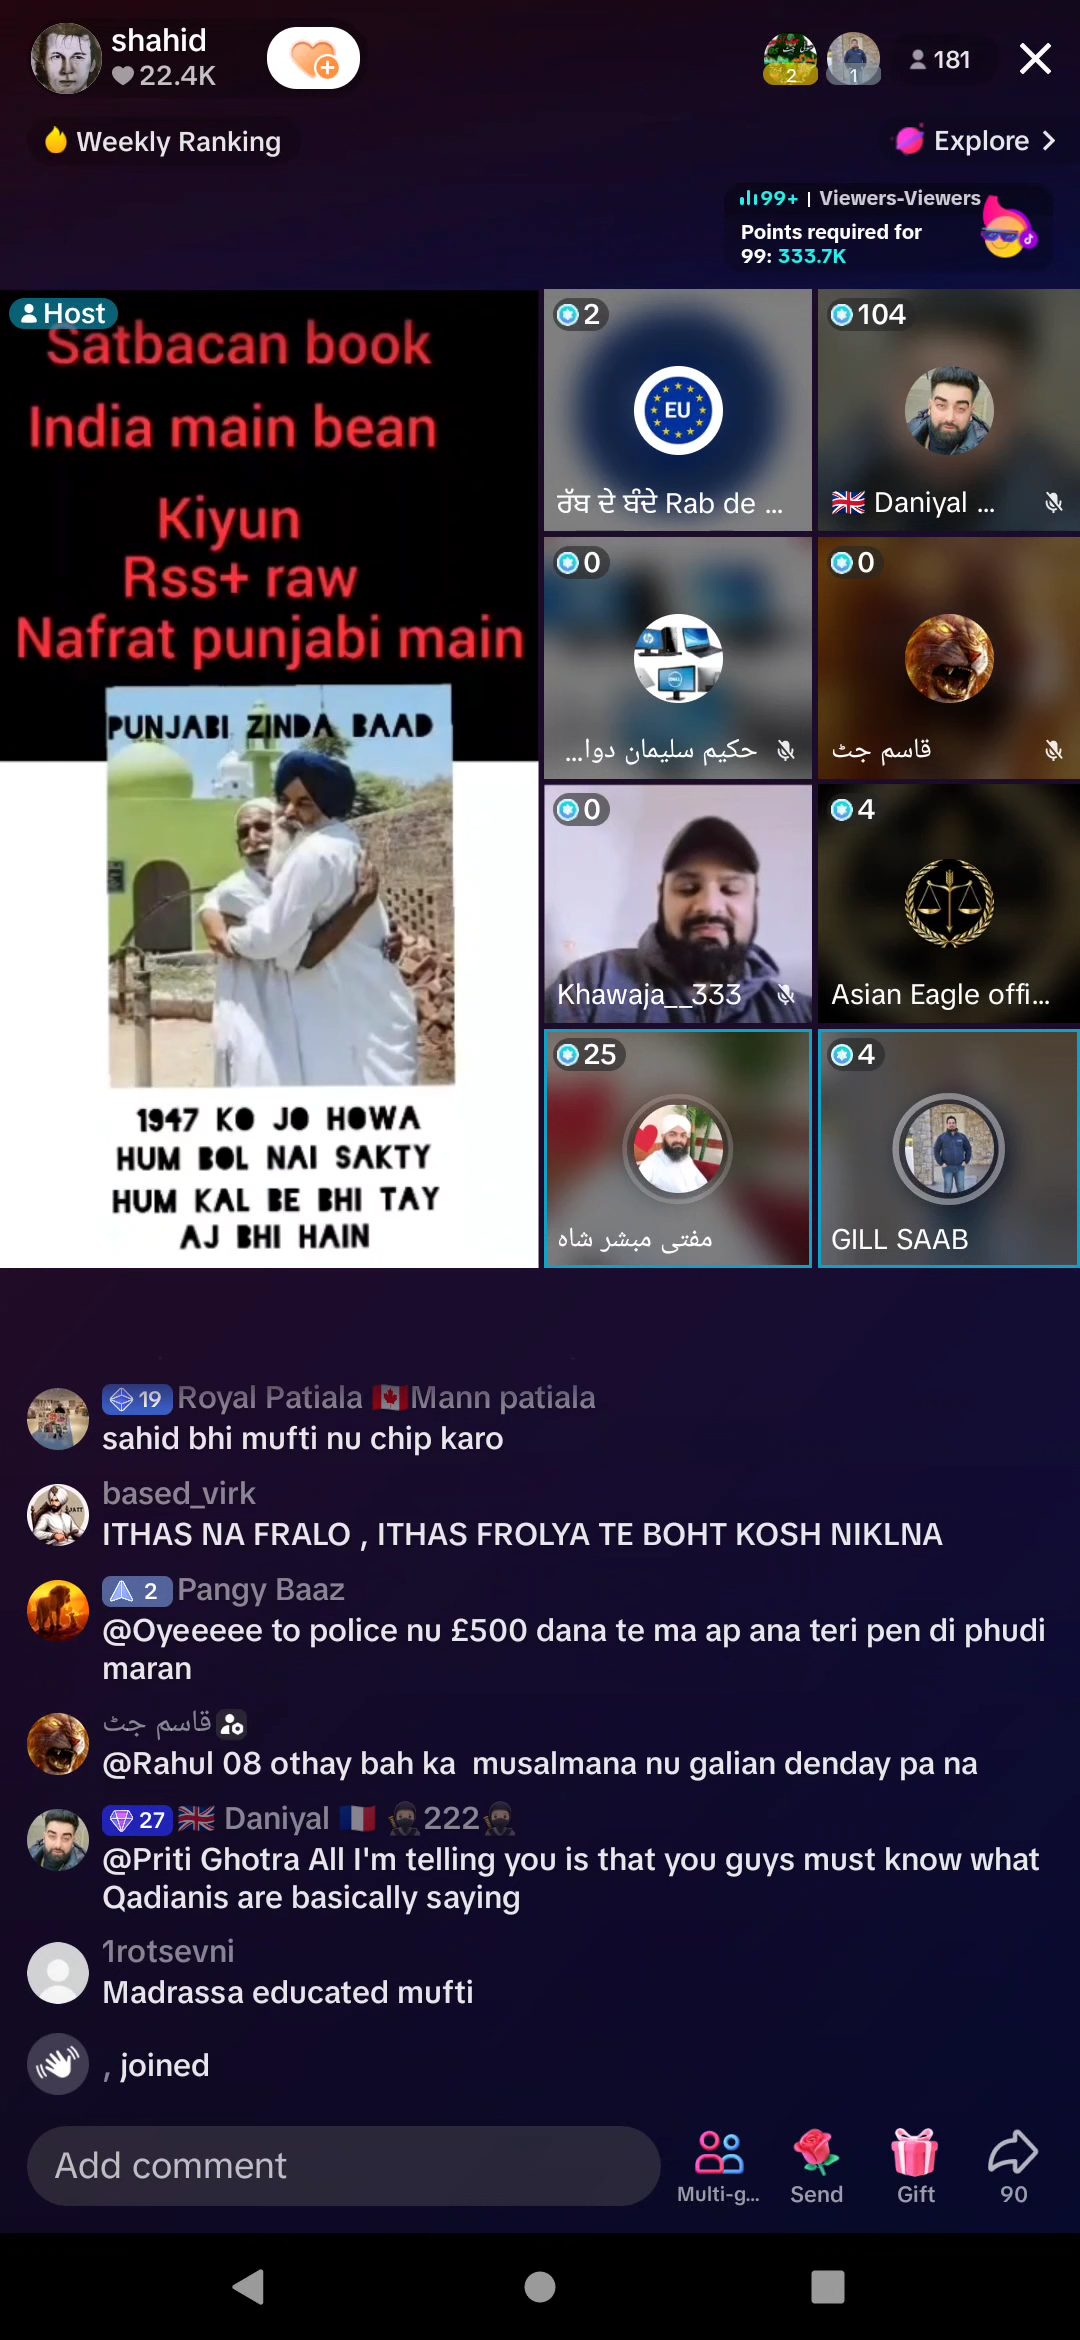 shahid
22.4K
2
1
181
Weekly Ranking
Explore
99+ | Viewers-Viewers
Points required for
99: 333.7K
Host
Satbacan book
India main bean
Kiyun
Rss+ raw
Nafrat punjabi main
PUNJABI ZINDA BAAD
1947 KO JO HOWA
HUM BOL NAI SAKTY
HUM KAL BE BHI TAY
AJ BHI HAIN
2
EU
ਰੱਬ ਦੇ ਬੰਦੇ Rab de ...
104
🇬🇧 Daniyal ...
0
حکیم سلیمان دوا...
0
قاسم جٹ
0
Khawaja__333
4
Asian Eagle offi...
25
مفتی مبشر شاہ
4
GILL SAAB
19 Royal Patiala 🇨🇦Mann patiala
sahid bhi mufti nu chip karo
based_virk
ITHAS NA FRALO , ITHAS FROLYA TE BOHT KOSH NIKLNA
2 Pangy Baaz
@Oyeeeee to police nu £500 dana te ma ap ana teri pen di phudi
maran
قاسم جٹ
@Rahul 08 othay bah ka  musalmana nu galian denday pa na
27 🇬🇧 Daniyal 🇫🇷 🥷🏿222🥷🏿
@Priti Ghotra All I'm telling you is that you guys must know what
Qadianis are basically saying
1rotsevni
Madrassa educated mufti
, joined
Add comment
Multi-g...
Send
Gift
90